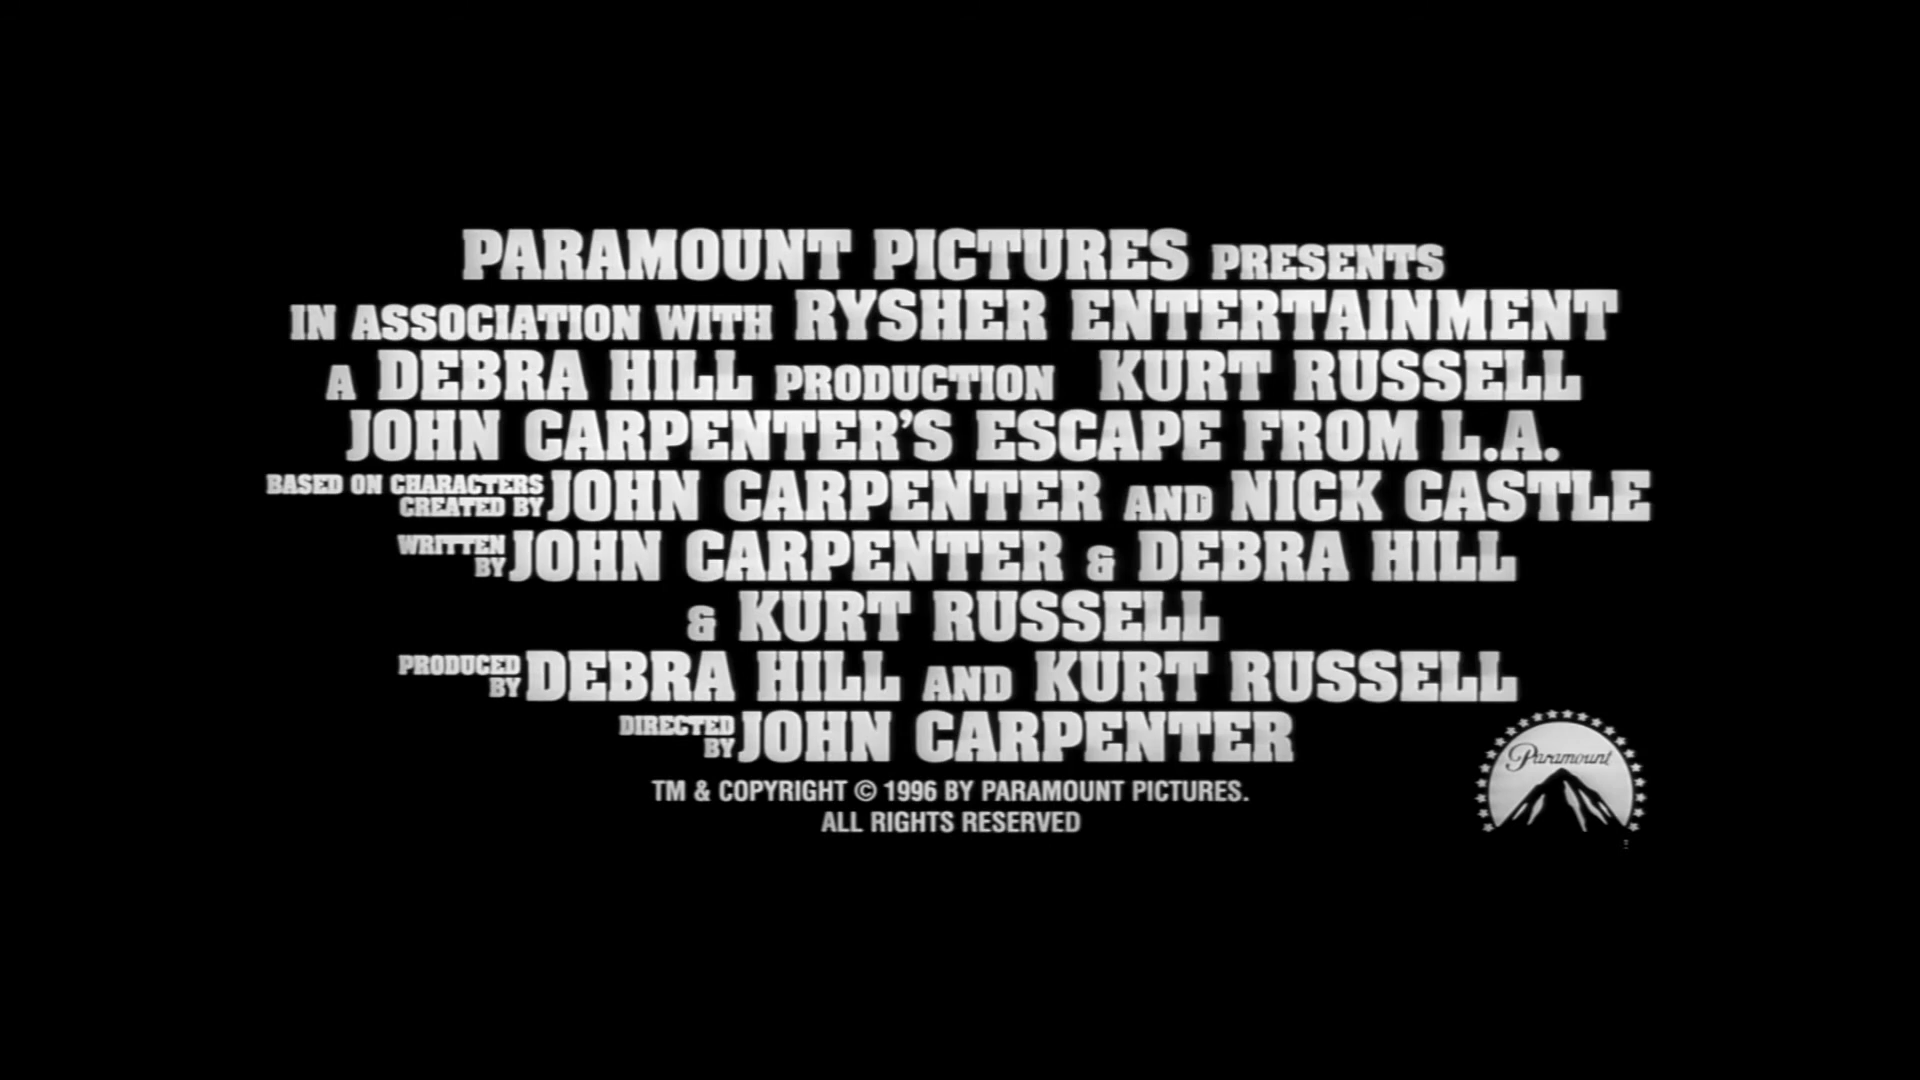 PARAMOUNT PICTURES PRESENTS
IN ASSOCIATION WITH RYSHER ENTERTAINMENT
A DEBRA HILL PRODUCTION KURT RUSSELL
JOHN CARPENTER'S ESCAPE FROM L.A.
BASED ON CHARACTERS CREATED BY JOHN CARPENTER AND NICK CASTLE
WRITTEN BY JOHN CARPENTER & DEBRA HILL
& KURT RUSSELL
PRODUCED BY DEBRA HILL AND KURT RUSSELL
DIRECTED BY JOHN CARPENTER
TM & COPYRIGHT © 1996 BY PARAMOUNT PICTURES.
ALL RIGHTS RESERVED
Paramount